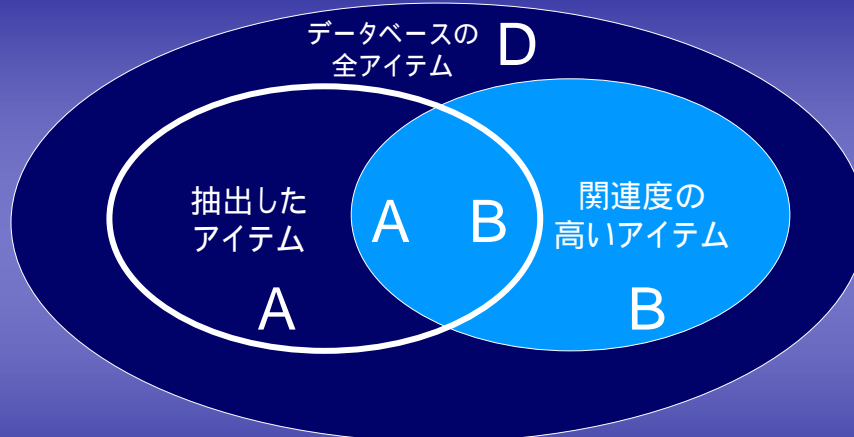 データベースの
全アイテム
D
抽出した
アイテム
A
A B
関連度の
高いアイテム
B